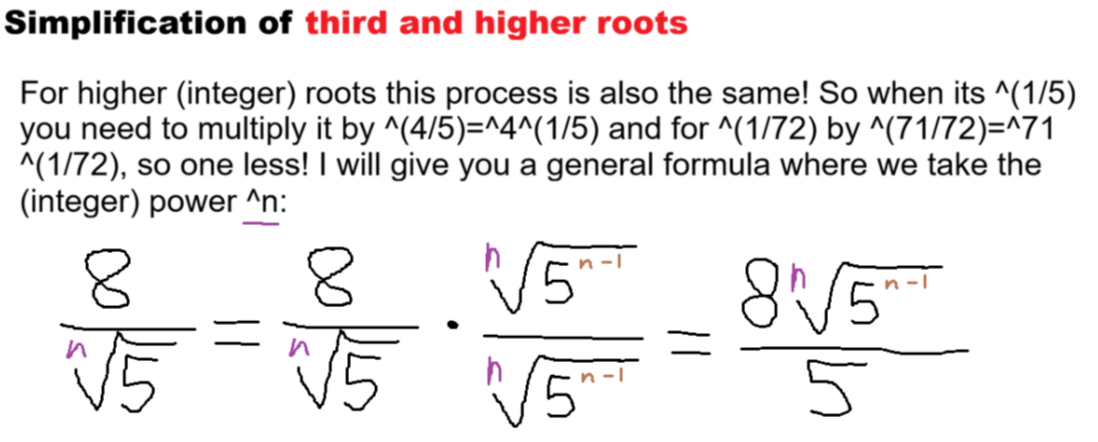 Simplification of third and higher roots
For higher (integer) roots this process is also the same! So when its ^(1/5)
you need to multiply it by ^(4/5)=^4^(1/5) and for ^(1/72) by ^(71/72)=^71
^(1/72), so one less! I will give you a general formula where we take the
(integer) power ^n:
8/ⁿ√5 = 8/ⁿ√5 · ⁿ√5ⁿ⁻¹/ⁿ√5ⁿ⁻¹ = 8ⁿ√5ⁿ⁻¹/5